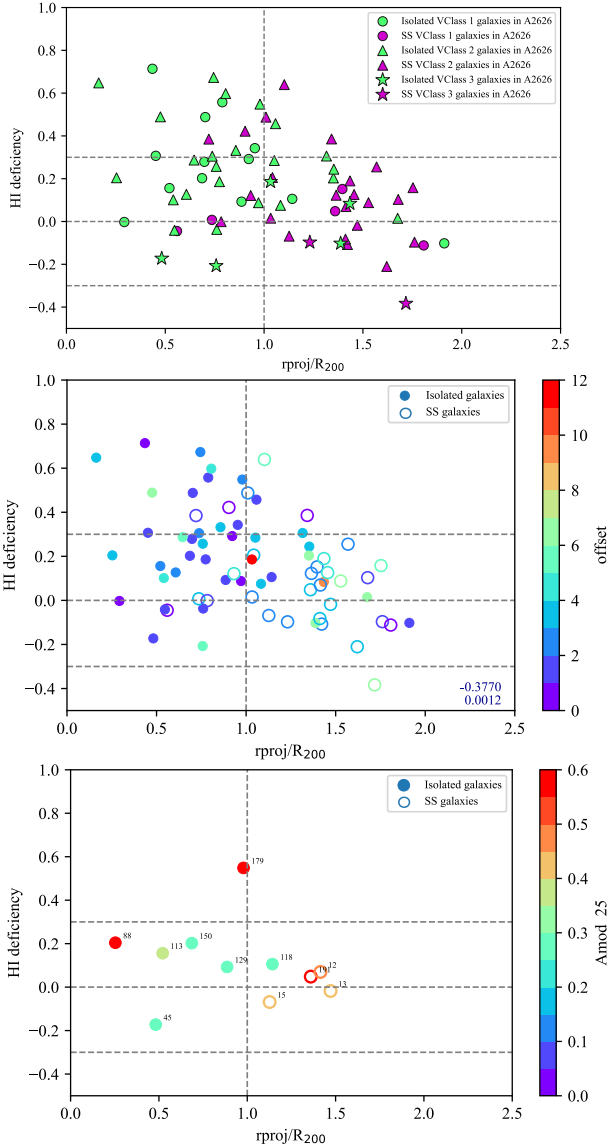 1.0
0.8
0.6
0.4
0.2
0.0
−0.2
−0.4
HI deficiency
Isolated VClass 1 galaxies in A2626
SS VClass 1 galaxies in A2626
Isolated VClass 2 galaxies in A2626
SS VClass 2 galaxies in A2626
Isolated VClass 3 galaxies in A2626
SS VClass 3 galaxies in A2626
0.0 0.5 1.0 1.5 2.0 2.5
rproj/R200
1.0
0.8
0.6
0.4
0.2
0.0
−0.2
−0.4
HI deficiency
Isolated galaxies
SS galaxies
-0.3770
0.0012
0.0 0.5 1.0 1.5 2.0 2.5
rproj/R200
12
10
8
6
4
2
0
offset
1.0
0.8
0.6
0.4
0.2
0.0
−0.2
−0.4
HI deficiency
Isolated galaxies
SS galaxies
179
88
150
113
118
129
12
191
13
15
45
0.0 0.5 1.0 1.5 2.0 2.5
rproj/R200
0.6
0.5
0.4
0.3
0.2
0.1
0.0
Amod 25